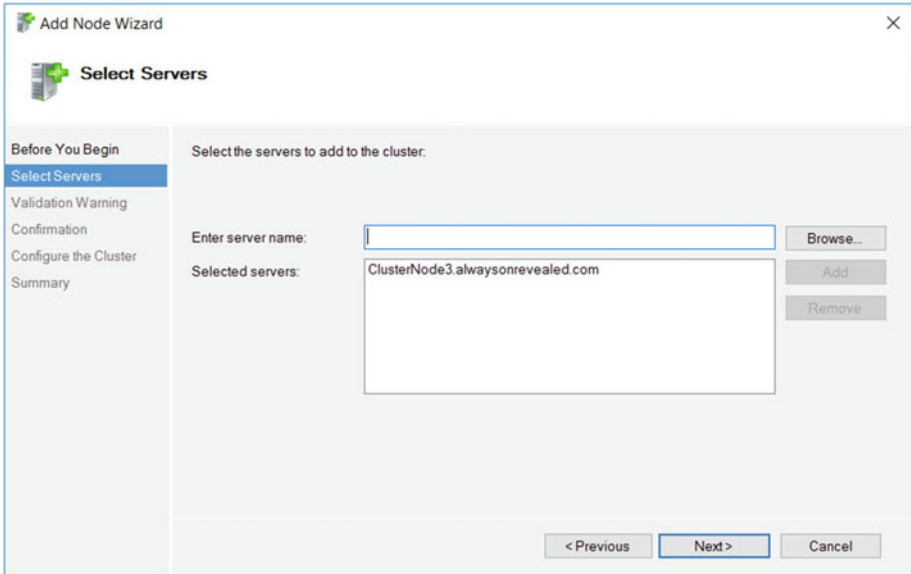 Add Node Wizard
Select Servers
Before You Begin
Select Servers
Validation Warning
Confirmation
Configure the Cluster
Summary
Select the servers to add to the cluster:
Enter server name:
Browse...
Selected servers:
ClusterNode3.alwaysonrevealed.com
Add
Remove
< Previous
Next >
Cancel